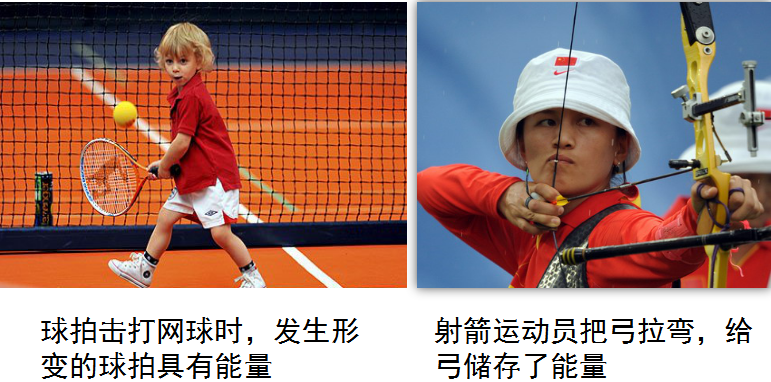 球拍击打网球时，发生形
变的球拍具有能量
射箭运动员把弓拉弯，给
弓储存了能量